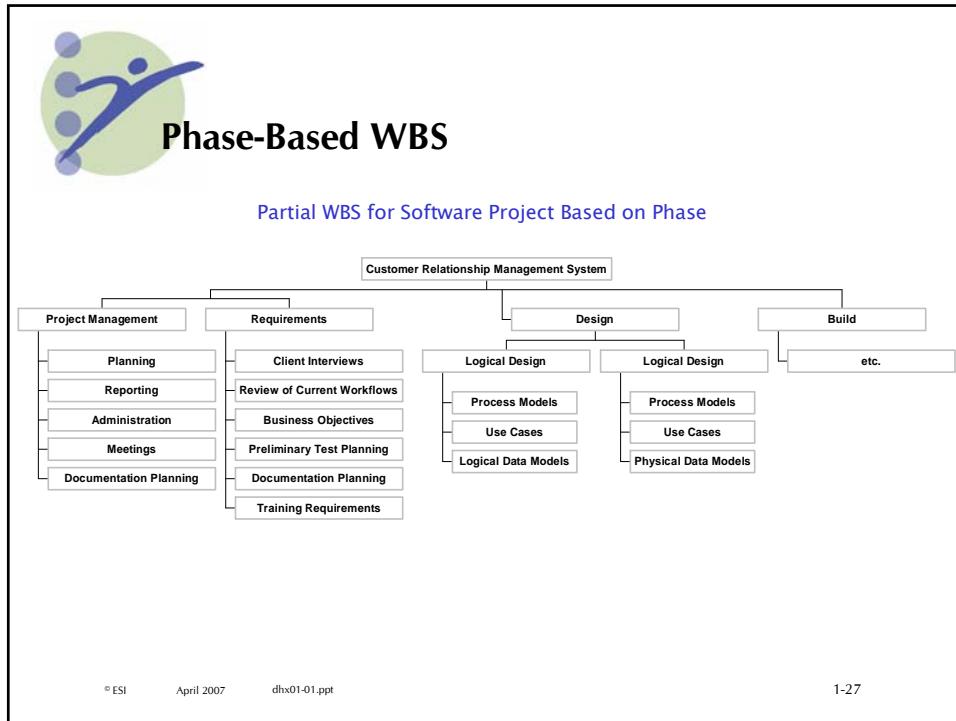 Phase-Based WBS
Partial WBS for Software Project Based on Phase
Customer Relationship Management System
Project Management
Planning
Reporting
Administration
Meetings
Documentation Planning
Requirements
Client Interviews
Review of Current Workflows
Business Objectives
Preliminary Test Planning
Documentation Planning
Training Requirements
Design
Logical Design
Process Models
Use Cases
Logical Data Models
Logical Design
Process Models
Use Cases
Physical Data Models
Build
etc.
© ESI April 2007 dhx01-01.ppt 1-27